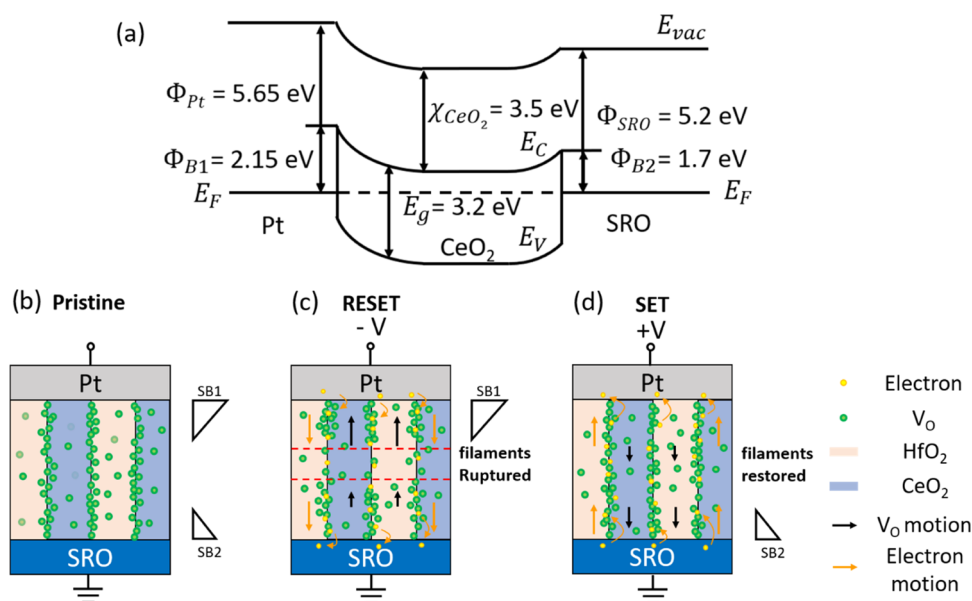 (a)
E_vac
Φ_Pt = 5.65 eV
χ_CeO₂ = 3.5 eV
Φ_SRO = 5.2 eV
E_C
Φ_B1 = 2.15 eV
Φ_B2 = 1.7 eV
E_F
E_g = 3.2 eV
E_F
Pt
E_V
SRO
CeO₂
(b) Pristine
(c) RESET
- V
(d) SET
+V
Pt
SB1
SB2
SRO
Pt
SB1
filaments
Ruptured
SRO
Pt
filaments
restored
SB2
SRO
Electron
V_O
HfO₂
CeO₂
V_O motion
Electron
motion